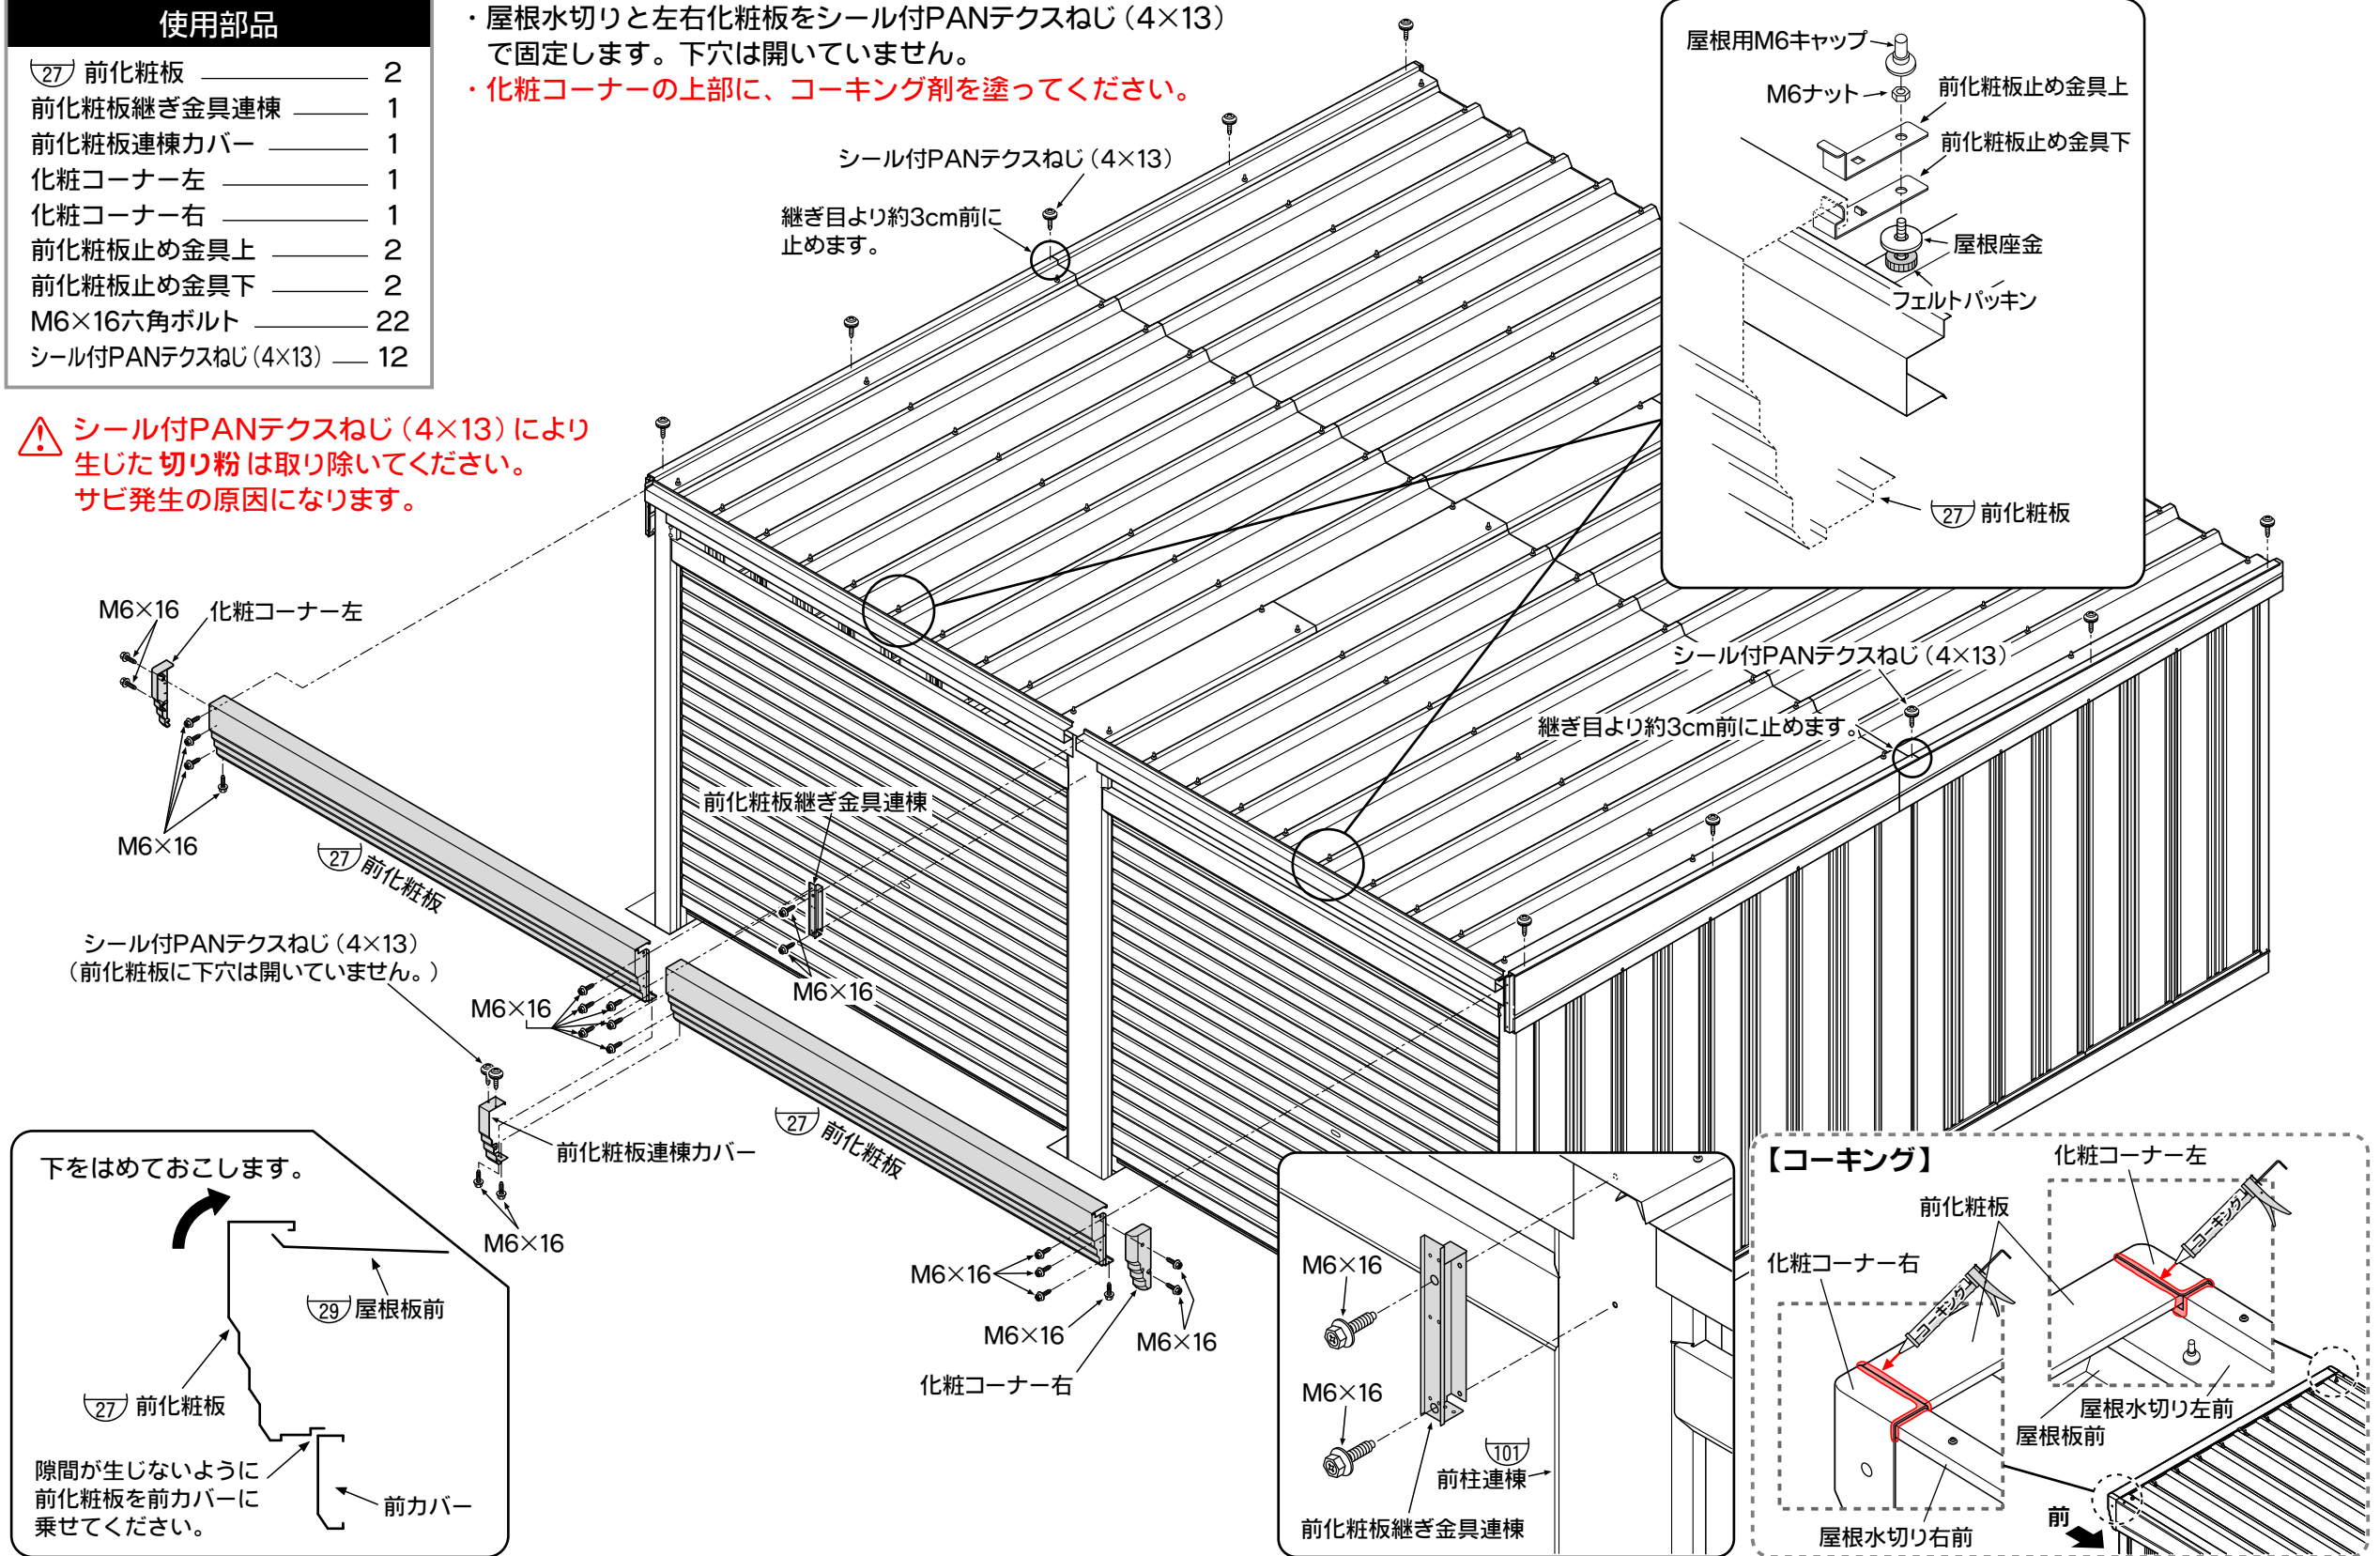 使用部品
27 前化粧板 2
前化粧板継ぎ金具連棟 1
前化粧板連棟カバー 1
化粧コーナー左 1
化粧コーナー右 1
前化粧板止め金具上 2
前化粧板止め金具下 2
M6×16六角ボルト 22
シール付PANテクスねじ(4×13) 12
・屋根水切りと左右化粧板をシール付PANテクスねじ(4×13)
で固定します。下穴は開いていません。
・化粧コーナーの上部に、コーキング剤を塗ってください。
⚠ シール付PANテクスねじ(4×13)により
生じた切り粉は取り除いてください。
サビ発生の原因になります。
シール付PANテクスねじ(4×13)
継ぎ目より約3cm前に
止めます。
屋根用M6キャップ
M6ナット
前化粧板止め金具上
前化粧板止め金具下
屋根座金
フェルトパッキン
27 前化粧板
M6×16
化粧コーナー左
M6×16
27 前化粧板
前化粧板継ぎ金具連棟
M6×16
シール付PANテクスねじ(4×13)
継ぎ目より約3cm前に止めます。
シール付PANテクスねじ(4×13)
(前化粧板に下穴は開いていません。)
M6×16
前化粧板連棟カバー
M6×16
27 前化粧板
M6×16
M6×16
M6×16
化粧コーナー右
下をはめておこします。
29 屋根板前
27 前化粧板
隙間が生じないように
前化粧板を前カバーに
乗せてください。
前カバー
M6×16
M6×16
101
前柱連棟
前化粧板継ぎ金具連棟
【コーキング】
化粧コーナー左
前化粧板
コーキング
化粧コーナー右
コーキング
屋根水切り左前
屋根板前
屋根水切り右前
前